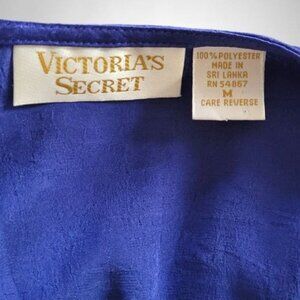 VICTORIA'S
SECRET
100% POLYESTER
MADE IN
SRI LANKA
RN 54867
M
CARE REVERSE